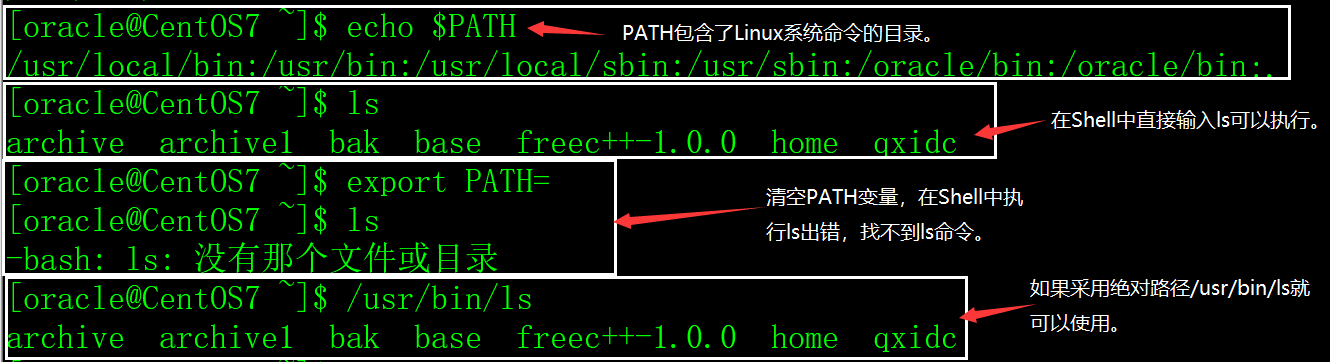 [oracle@CentOS7 ~]$ echo $PATH
PATH包含了Linux系统命令的目录。
/usr/local/bin:/usr/bin:/usr/local/sbin:/usr/sbin:/oracle/bin:/oracle/bin:.
[oracle@CentOS7 ~]$ ls
在Shell中直接输入ls可以执行。
archive archive1 bak base freec++-1.0.0 home qxidc
[oracle@CentOS7 ~]$ export PATH=
清空PATH变量，在Shell中执
[oracle@CentOS7 ~]$ ls
行ls出错，找不到ls命令。
-bash: ls: 没有那个文件或目录
[oracle@CentOS7 ~]$ /usr/bin/ls
如果采用绝对路径/usr/bin/ls就
可以使用。
archive archive1 bak base freec++-1.0.0 home qxidc